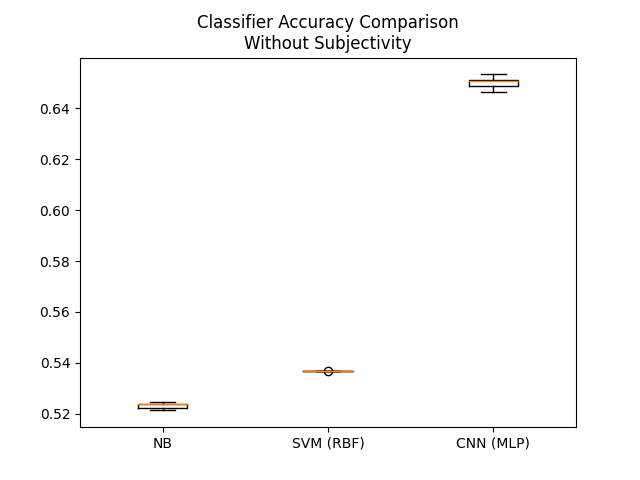 Classifier Accuracy Comparison
Without Subjectivity
0.64
0.62
0.60
0.58
0.56
0.54
0.52
NB
SVM (RBF)
CNN (MLP)